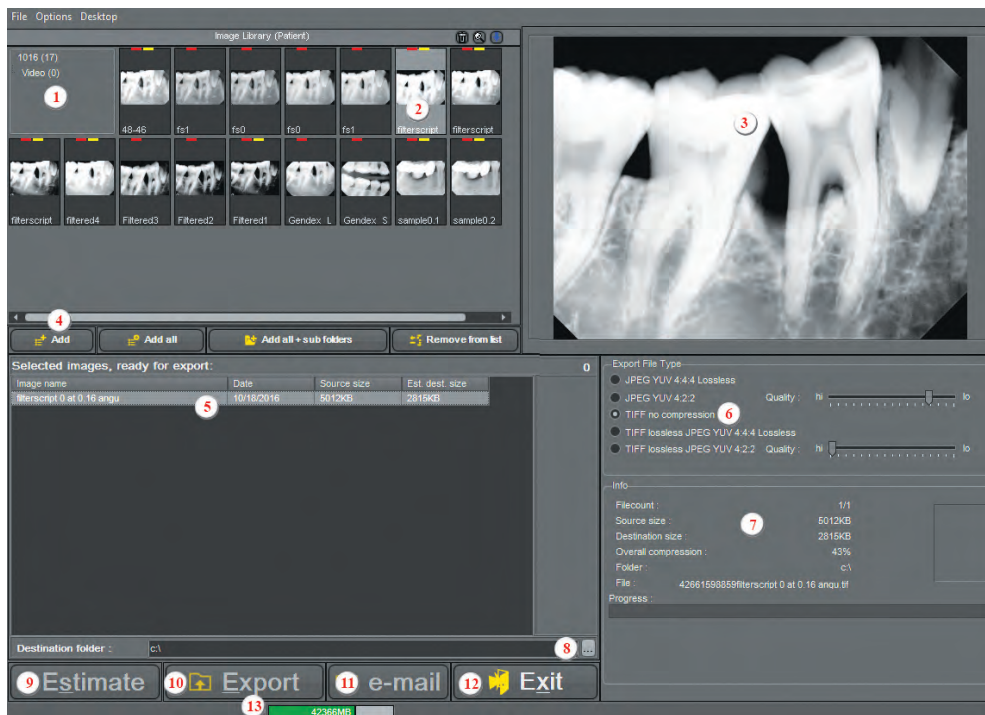 File Options Desktop
Image Library (Patient)
1016 (17)
Video (0)
1
2
48-46 fs1 fs0 fs0 fs1 filterscript filterscript
3
filterscript filtered4 Filtered3 Filtered2 Filtered1 Gendex L Gendex S sample0.1 sample0.2
4
Add Add all Add all + sub folders Remove from list
Selected images, ready for export: 0
Image name Date Source size Est. dest. size
filterscript 0 at 0.16 angu 10/18/2016 5012KB 2815KB
5
Export File Type
JPEG YUV 4:4:4 Lossless
JPEG YUV 4:2:2 Quality : hi lo
TIFF no compression 6
TIFF lossless JPEG YUV 4:4:4 Lossless
TIFF lossless JPEG YUV 4:2:2 Quality : hi lo
Info
Filecount : 1/1
Source size : 5012KB
7
Destination size : 2815KB
Overall compression : 43%
Folder : c:\
File : 42661598859filterscript 0 at 0.16 angu.tif
Progress :
Destination folder : c:\ 8 ...
9 Estimate 10 Export 11 e-mail 12 Exit
13 42366MB